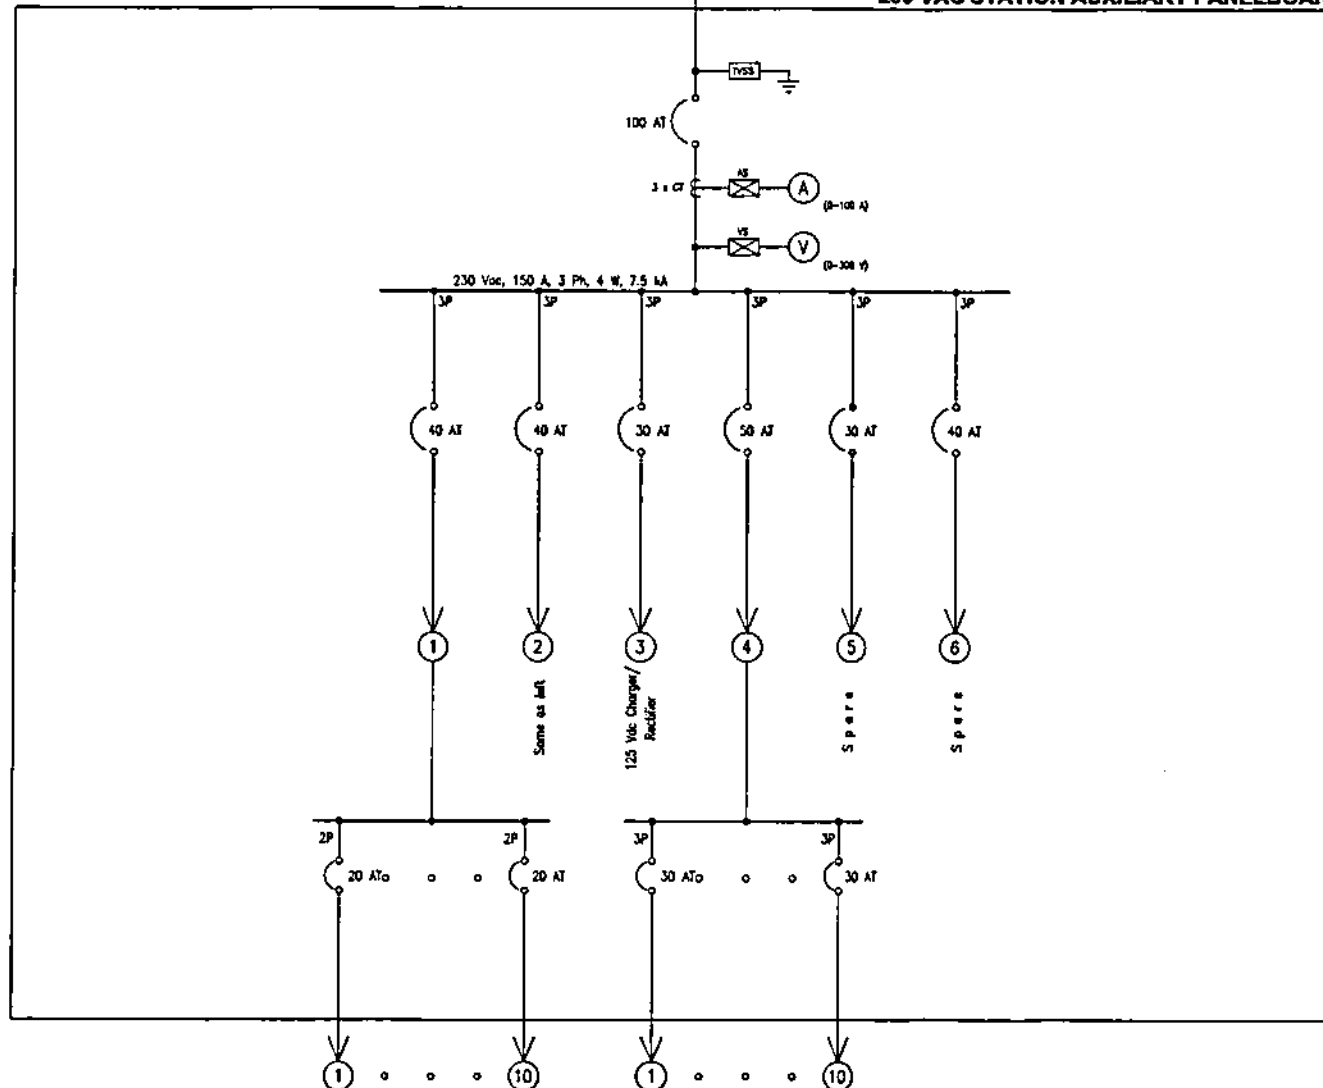 230 VAC STATION AUXILIARY PANELBOAR
TVSS
100 AT
3 x CT
AS
A
(0-100 A)
VS
V
(0-300 V)
230 Vac, 150 A, 3 Ph, 4 W, 7.5 kA
3P 3P 3P 3P 3P 3P
40 AT 40 AT 30 AT 50 AT 30 AT 40 AT
1 2 3 4 5 6
Same as left
125 Vdc Charger/
Rectifier
Spare
Spare
2P 2P 3P 3P
20 AT 20 AT 30 AT 30 AT
1 10 1 10